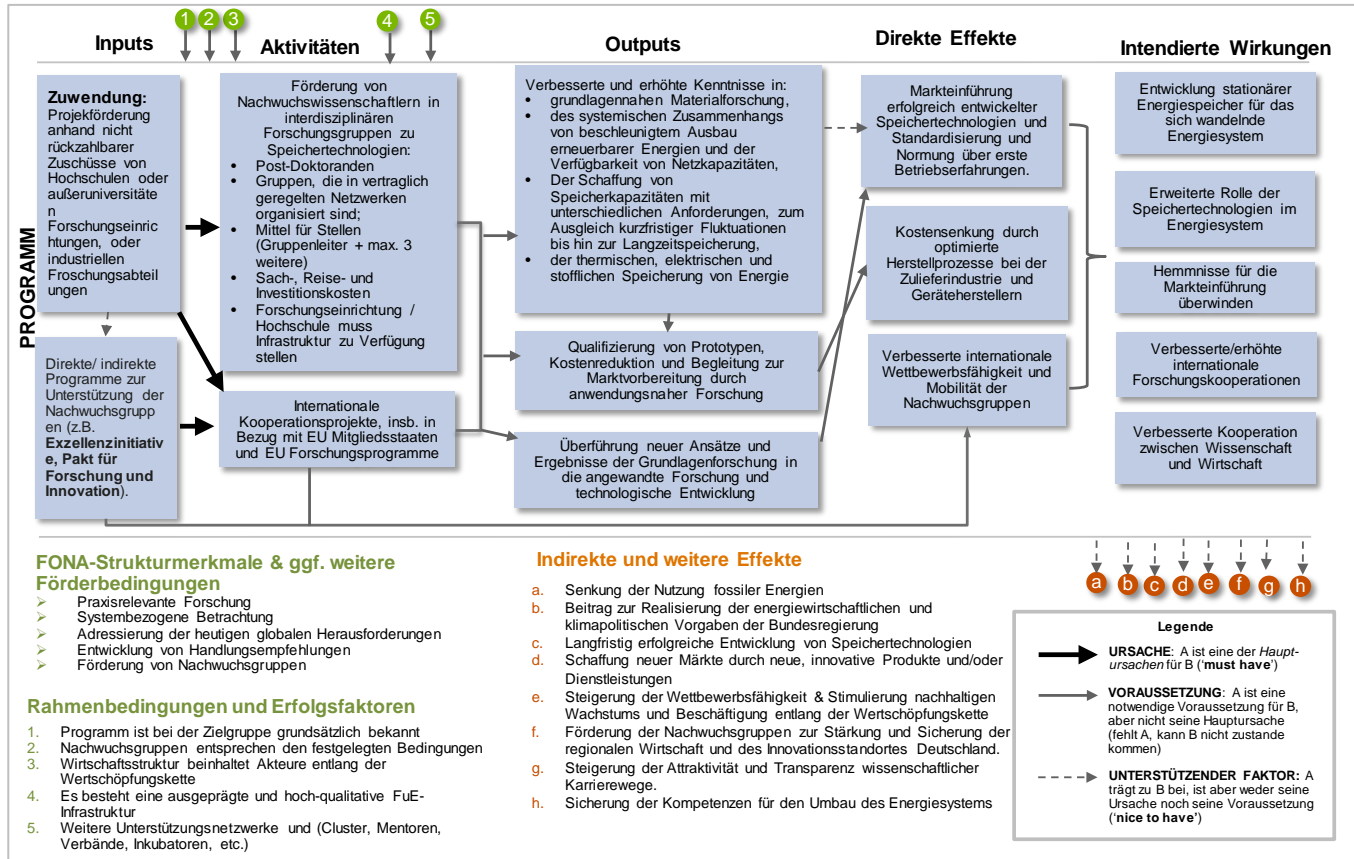 1
2
3
4
5
Inputs
Aktivitäten
Outputs
Direkte Effekte
Intendierte Wirkungen
PROGRAMM
Zuwendung:
Projekförderung
anhand nicht
rückzahlbarer
Zuschüsse von
Hochschulen oder
außeruniversitäte
n
Forschungseinric
htungen, oder
industriellen
Froschungsabteil
ungen
Direkte/ indirekte
Programme zur
Unterstützung der
Nachwuchsgrupp
en (z.B.
Exzellenzinitiativ
e, Pakt für
Forschung und
Innovation).
Förderung von
Nachwuchswissenschaftlern in
interdisziplinären
Forschungsgruppen zu
Speichertechnologien:
• Post-Doktoranden
• Gruppen, die in vertraglich
geregelten Netzwerken
organisiert sind;
• Mittel für Stellen
(Gruppenleiter + max. 3
weitere)
• Sach-, Reise- und
Investitionskosten
• Forschungseinrichtung /
Hochschule muss
Infrastruktur zu Verfügung
stellen
Internationale
Kooperationsprojekte, insb. in
Bezug mit EU Mitgliedsstaaten
und EU Forschungsprogramme
Verbesserte und erhöhte Kenntnisse in:
• grundlagennahen Materialforschung,
• des systemischen Zusammenhangs
von beschleunigtem Ausbau
erneuerbarer Energien und der
Verfügbarkeit von Netzkapazitäten,
• Der Schaffung von
Speicherkapazitäten mit
unterschiedlichen Anforderungen, zum
Ausgleich kurzfristiger Fluktuationen
bis hin zur Langzeitspeicherung,
• der thermischen, elektrischen und
stofflichen Speicherung von Energie
Qualifizierung von Prototypen,
Kostenreduktion und Begleitung zur
Marktvorbereitung durch
anwendungsnaher Forschung
Überführung neuer Ansätze und
Ergebnisse der Grundlagenforschung in
die angewandte Forschung und
technologische Entwicklung
Markteinführung
erfolgreich entwickelter
Speichertechnologien und
Standardisierung und
Normung über erste
Betriebserfahrungen.
Kostensenkung durch
optimierte
Herstellprozesse bei der
Zulieferindustrie und
Geräteherstellern
Verbesserte internationale
Wettbewerbsfähigkeit und
Mobilität der
Nachwuchsgruppen
Entwicklung stationärer
Energiespeicher für das
sich wandelnde
Energiesystem
Erweiterte Rolle der
Speichertechnologien im
Energiesystem
Hemmnisse für die
Markteinführung
überwinden
Verbesserte/erhöhte
internationale
Forschungskooperationen
Verbesserte Kooperation
zwischen Wissenschaft
und Wirtschaft
FONA-Strukturmerkmale & ggf. weitere
Förderbedingungen
➢ Praxisrelevante Forschung
➢ Systembezogene Betrachtung
➢ Adressierung der heutigen globalen Herausforderungen
➢ Entwicklung von Handlungsempfehlungen
➢ Förderung von Nachwuchsgruppen
Rahmenbedingungen und Erfolgsfaktoren
1. Programm ist bei der Zielgruppe grundsätzlich bekannt
2. Nachwuchsgruppen entsprechen den festgelegten Bedingungen
3. Wirtschaftsstruktur beinhaltet Akteure entlang der
Wertschöpfungskette
4. Es besteht eine ausgeprägte und hoch-qualitative FuE-
Infrastruktur
5. Weitere Unterstützungsnetzwerke und (Cluster, Mentoren,
Verbände, Inkubatoren, etc.)
Indirekte und weitere Effekte
a. Senkung der Nutzung fossiler Energien
b. Beitrag zur Realisierung der energiewirtschaftlichen und
klimapolitischen Vorgaben der Bundesregierung
c. Langfristig erfolgreiche Entwicklung von Speichertechnologien
d. Schaffung neuer Märkte durch neue, innovative Produkte und/oder
Dienstleistungen
e. Steigerung der Wettbewerbsfähigkeit & Stimulierung nachhaltigen
Wachstums und Beschäftigung entlang der Wertschöpfungskette
f. Förderung der Nachwuchsgruppen zur Stärkung und Sicherung der
regionalen Wirtschaft und des Innovationsstandortes Deutschland.
g. Steigerung der Attraktivität und Transparenz wissenschaftlicher
Karrierewege.
h. Sicherung der Kompetenzen für den Umbau des Energiesystems
a
b
c
d
e
f
g
h
Legende
URSACHE: A ist eine der Haupt-
ursachen für B (‘must have’)
VORAUSSETZUNG: A ist eine
notwendige Voraussetzung für B,
aber nicht seine Hauptursache
(fehlt A, kann B nicht zustande
kommen)
UNTERSTÜTZENDER FAKTOR: A
trägt zu B bei, ist aber weder seine
Ursache noch seine Voraussetzung
(‘nice to have’)